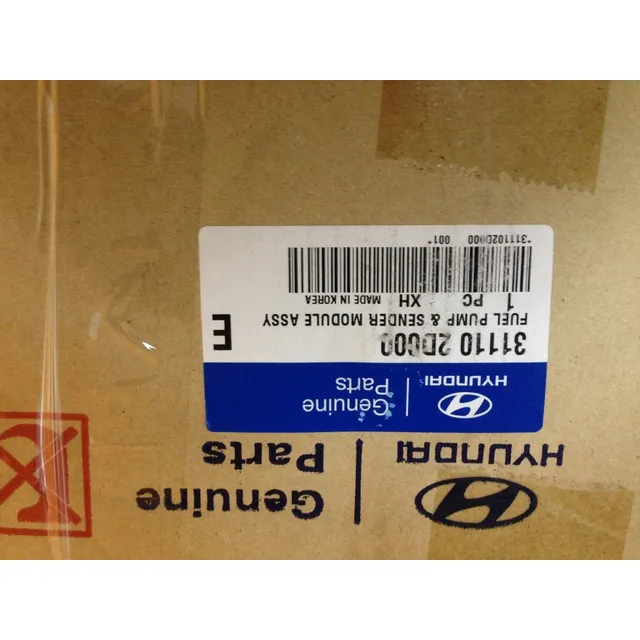 Genuine
HYUNDAI Parts
Genuine
HYUNDAI Parts
31110 2D000 E
FUEL PUMP & SENDER MODULE ASSY
1 PC XH MADE IN KOREA
"311102D000 001"